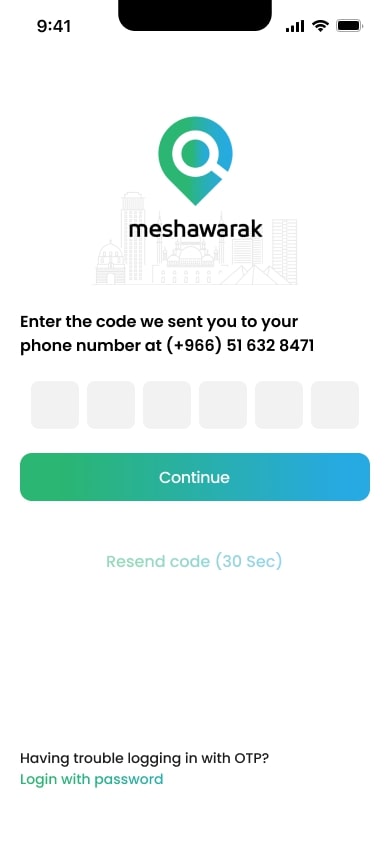 9:41
meshawarak
Enter the code we sent you to your
phone number at (+966) 51 632 8471
Continue
Resend code (30 Sec)
Having trouble logging in with OTP?
Login with password